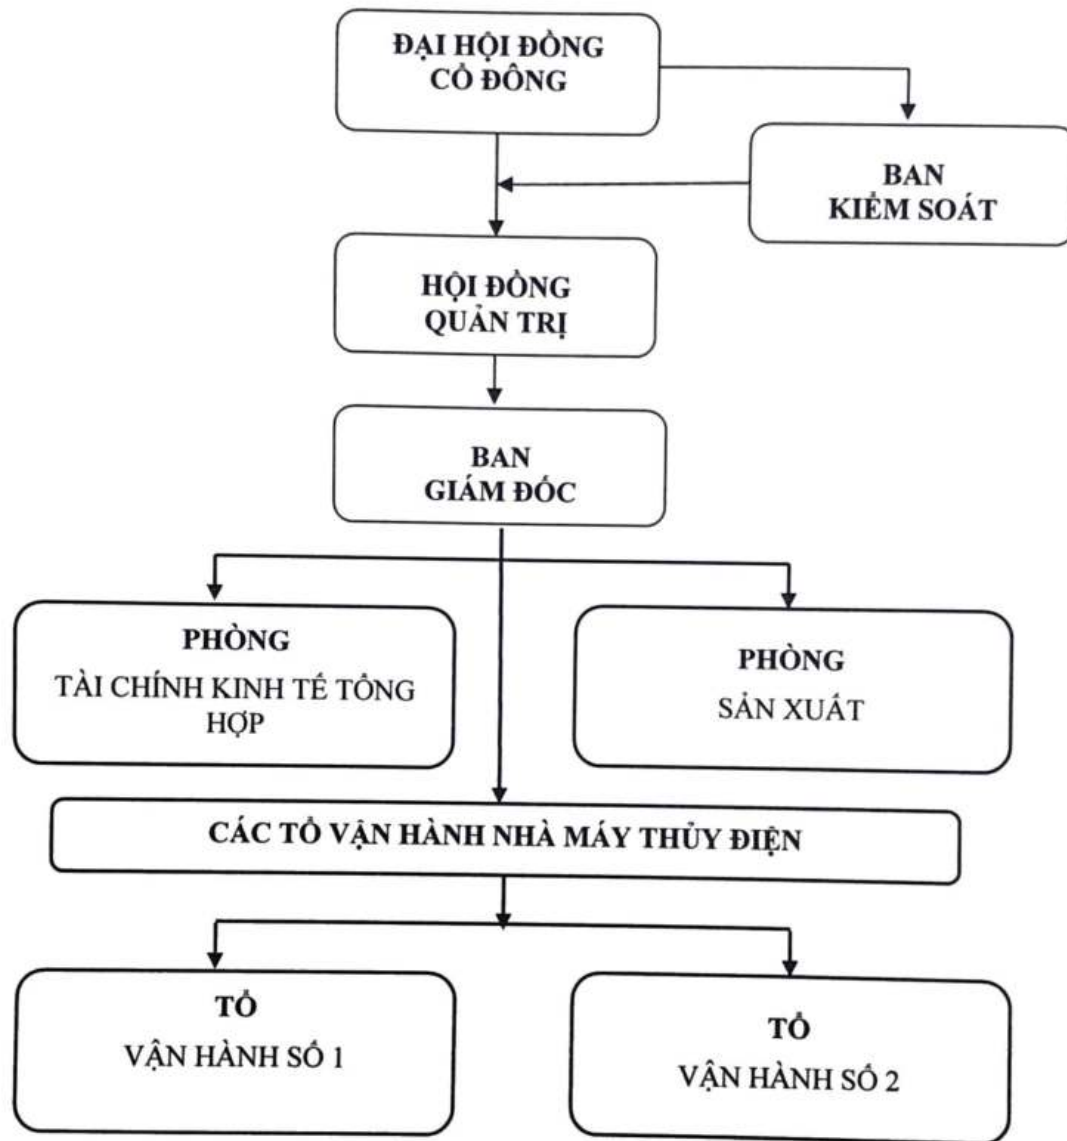 ĐẠI HỘI ĐỒNG
CỔ ĐÔNG
BAN
KIỂM SOÁT
HỘI ĐỒNG
QUẢN TRỊ
BAN
GIÁM ĐỐC
PHÒNG
TÀI CHÍNH KINH TẾ TỔNG
HỢP
PHÒNG
SẢN XUẤT
CÁC TỔ VẬN HÀNH NHÀ MÁY THỦY ĐIỆN
TỔ
VẬN HÀNH SỐ 1
TỔ
VẬN HÀNH SỐ 2